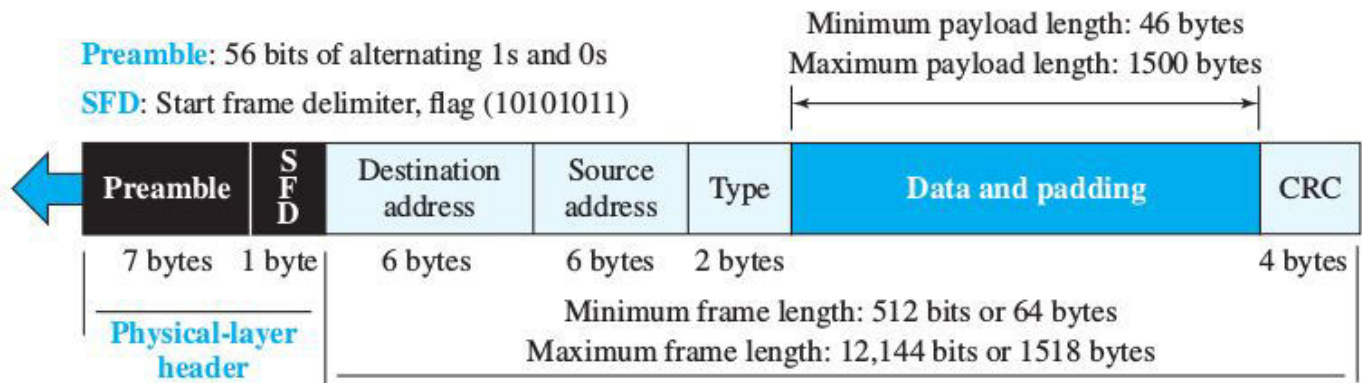 Minimum payload length: 46 bytes
Preamble: 56 bits of alternating 1s and 0s
Maximum payload length: 1500 bytes
SFD: Start frame delimiter, flag (10101011)
Preamble
SFD
Destination
address
Source
address
Type
Data and padding
CRC
7 bytes
1 byte
6 bytes
6 bytes
2 bytes
4 bytes
Physical-layer
header
Minimum frame length: 512 bits or 64 bytes
Maximum frame length: 12,144 bits or 1518 bytes